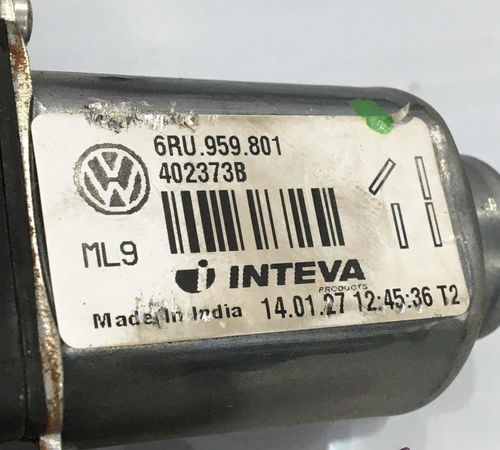 6RU.959.801
402373B
ML9
INTEVA
PRODUCTS
Made In India 14.01.27 12:45:36 T2